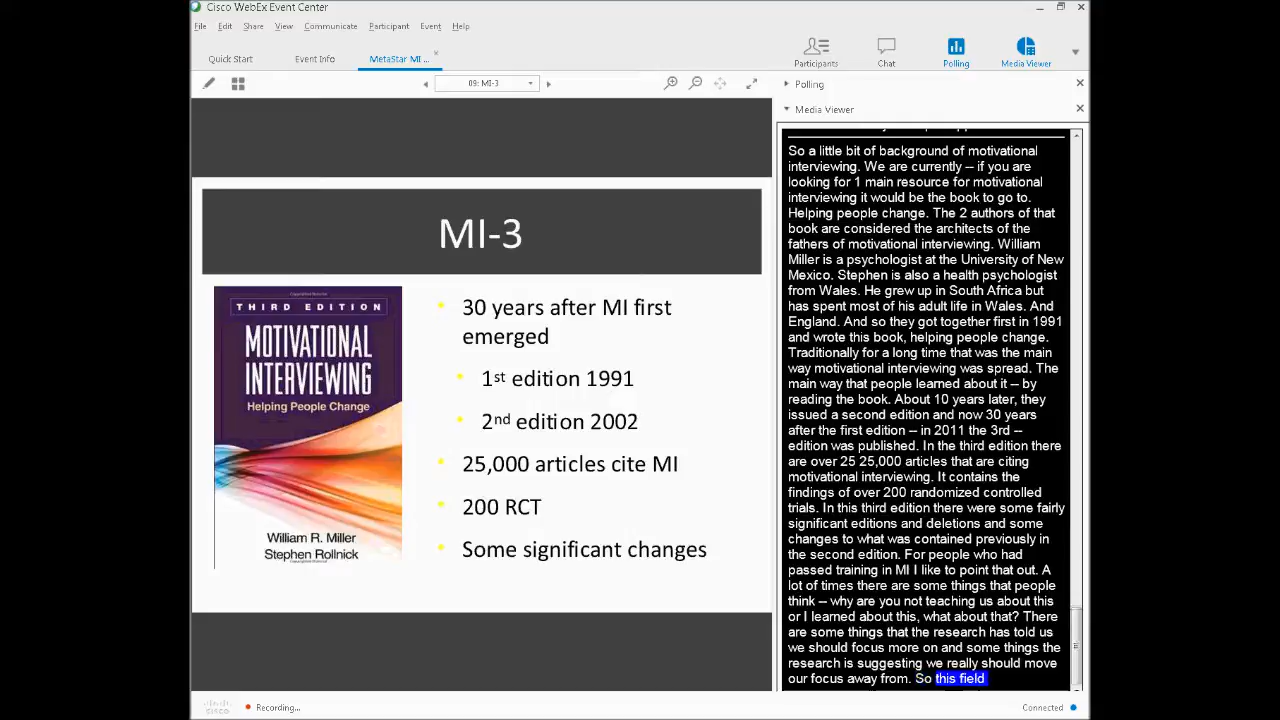 Cisco WebEx Event Center
File Edit Share View Communicate Participant Event Help
Quick Start Event Info MetaStar MI ...
Participants Chat Polling Media Viewer
09: MI-3
Polling
Media Viewer
MI-3
THIRD EDITION
MOTIVATIONAL
INTERVIEWING
Helping People Change
William R. Miller
Stephen Rollnick
30 years after MI first
emerged
1st edition 1991
2nd edition 2002
25,000 articles cite MI
200 RCT
Some significant changes
So a little bit of background of motivational
interviewing. We are currently -- if you are
looking for 1 main resource for motivational
interviewing it would be the book to go to.
Helping people change. The 2 authors of that
book are considered the architects of the
fathers of motivational interviewing. William
Miller is a psychologist at the University of New
Mexico. Stephen is also a health psychologist
from Wales. He grew up in South Africa but
has spent most of his adult life in Wales. And
England. And so they got together first in 1991
and wrote this book, helping people change.
Traditionally for a long time that was the main
way motivational interviewing was spread. The
main way that people learned about it -- by
reading the book. About 10 years later, they
issued a second edition and now 30 years
after the first edition -- in 2011 the 3rd --
edition was published. In the third edition there
are over 25 25,000 articles that are citing
motivational interviewing. It contains the
findings of over 200 randomized controlled
trials. In this third edition there were some fairly
significant editions and deletions and some
changes to what was contained previously in
the second edition. For people who had
passed training in MI I like to point that out. A
lot of times there are some things that people
think -- why are you not teaching us about this
or I learned about this, what about that? There
are some things that the research has told us
we should focus more on and some things the
research is suggesting we really should move
our focus away from. So this field
cisco
Recording...
Connected